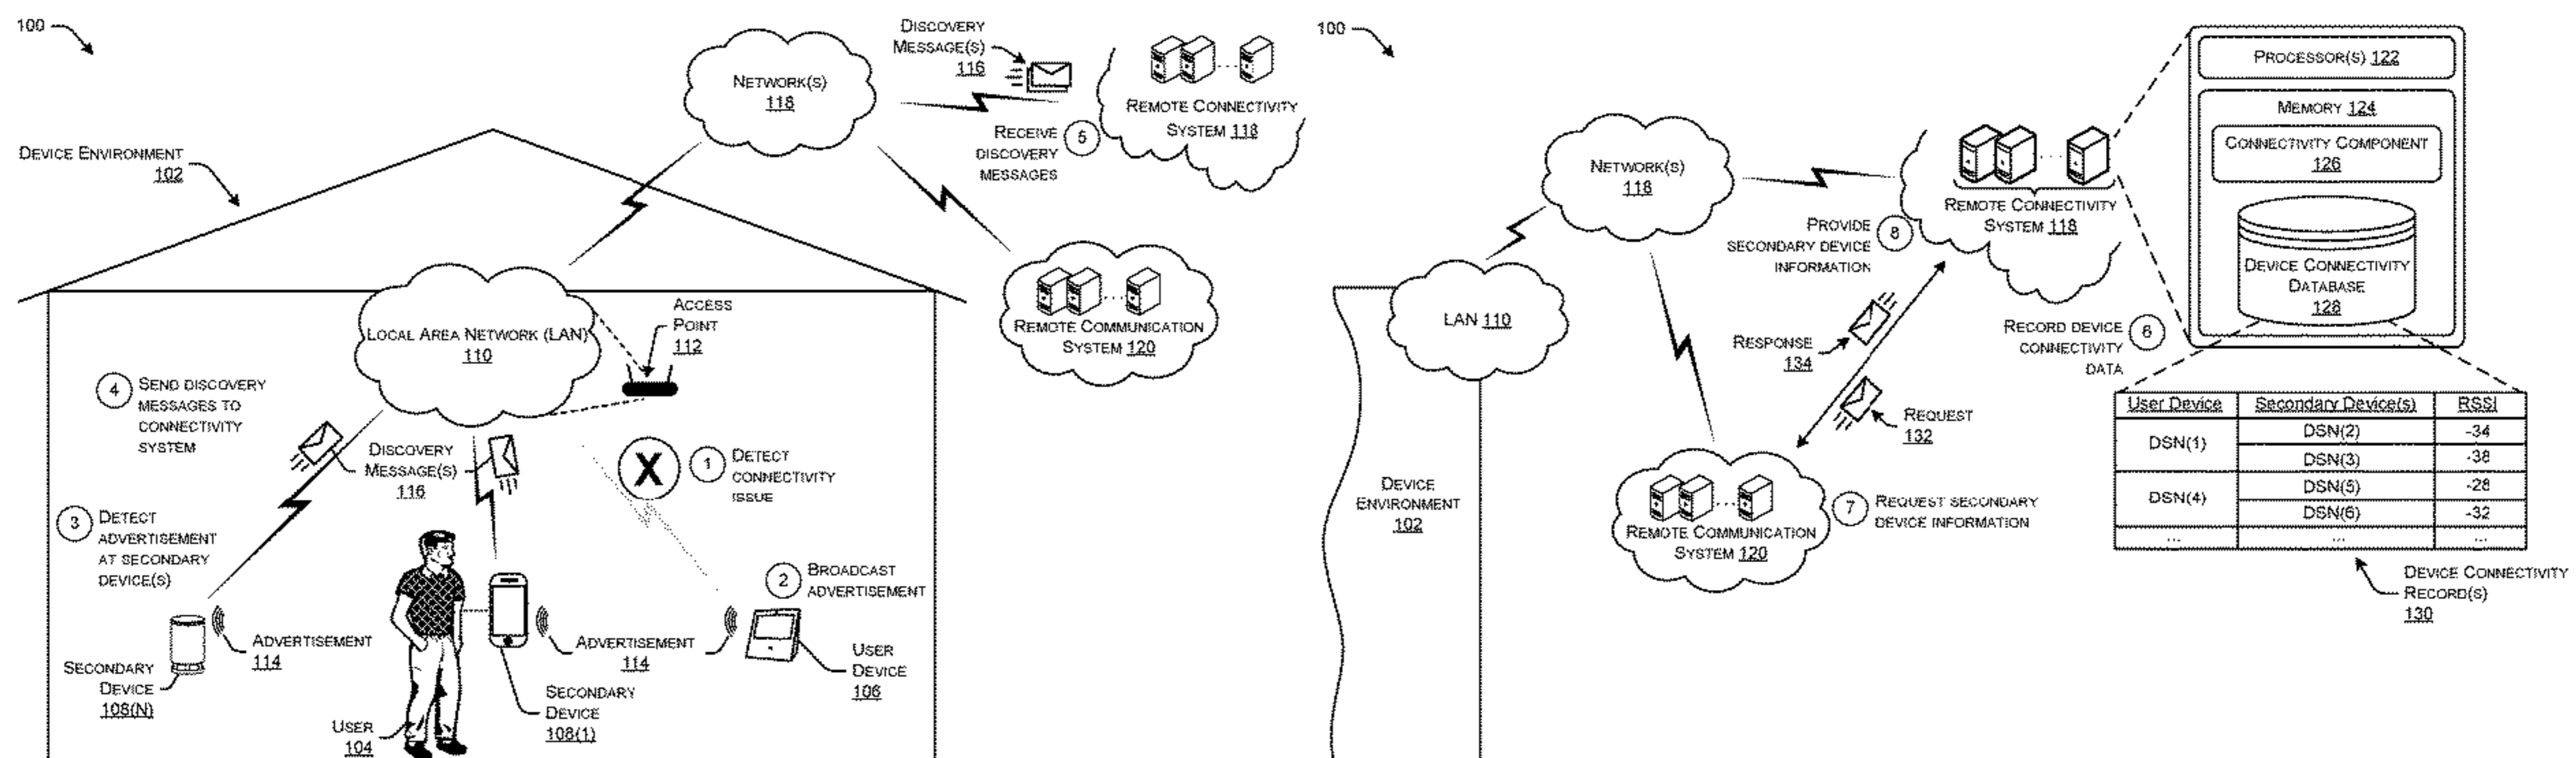 100
DISCOVERY
MESSAGE(S)
116
NETWORK(S)
118
REMOTE CONNECTIVITY
SYSTEM 118
5
RECEIVE
DISCOVERY
MESSAGES
DEVICE ENVIRONMENT
102
LOCAL AREA NETWORK (LAN)
110
ACCESS
POINT
112
REMOTE COMMUNICATION
SYSTEM 120
4
SEND DISCOVERY
MESSAGES TO
CONNECTIVITY
SYSTEM
DISCOVERY
MESSAGE(S)
116
X
1
DETECT
CONNECTIVITY
ISSUE
3
DETECT
ADVERTISEMENT
AT SECONDARY
DEVICE(S)
2
BROADCAST
ADVERTISEMENT
ADVERTISEMENT
114
ADVERTISEMENT
114
USER
DEVICE
106
SECONDARY
DEVICE
108(N)
SECONDARY
DEVICE
108(1)
USER
104
100
PROCESSOR(S) 122
MEMORY 124
CONNECTIVITY COMPONENT
126
DEVICE CONNECTIVITY
DATABASE
128
NETWORK(S)
118
REMOTE CONNECTIVITY
SYSTEM 118
8
PROVIDE
SECONDARY DEVICE
INFORMATION
LAN 110
RESPONSE
134
RECORD DEVICE
CONNECTIVITY
DATA
6
REQUEST
132
DEVICE
ENVIRONMENT
102
7
REQUEST SECONDARY
DEVICE INFORMATION
REMOTE COMMUNICATION
SYSTEM 120
User Device Secondary Device(s) RSSI
DSN(1) DSN(2) -34
DSN(3) -38
DSN(4) DSN(5) -28
DSN(6) -32
... ... ...
DEVICE CONNECTIVITY
RECORD(S)
130